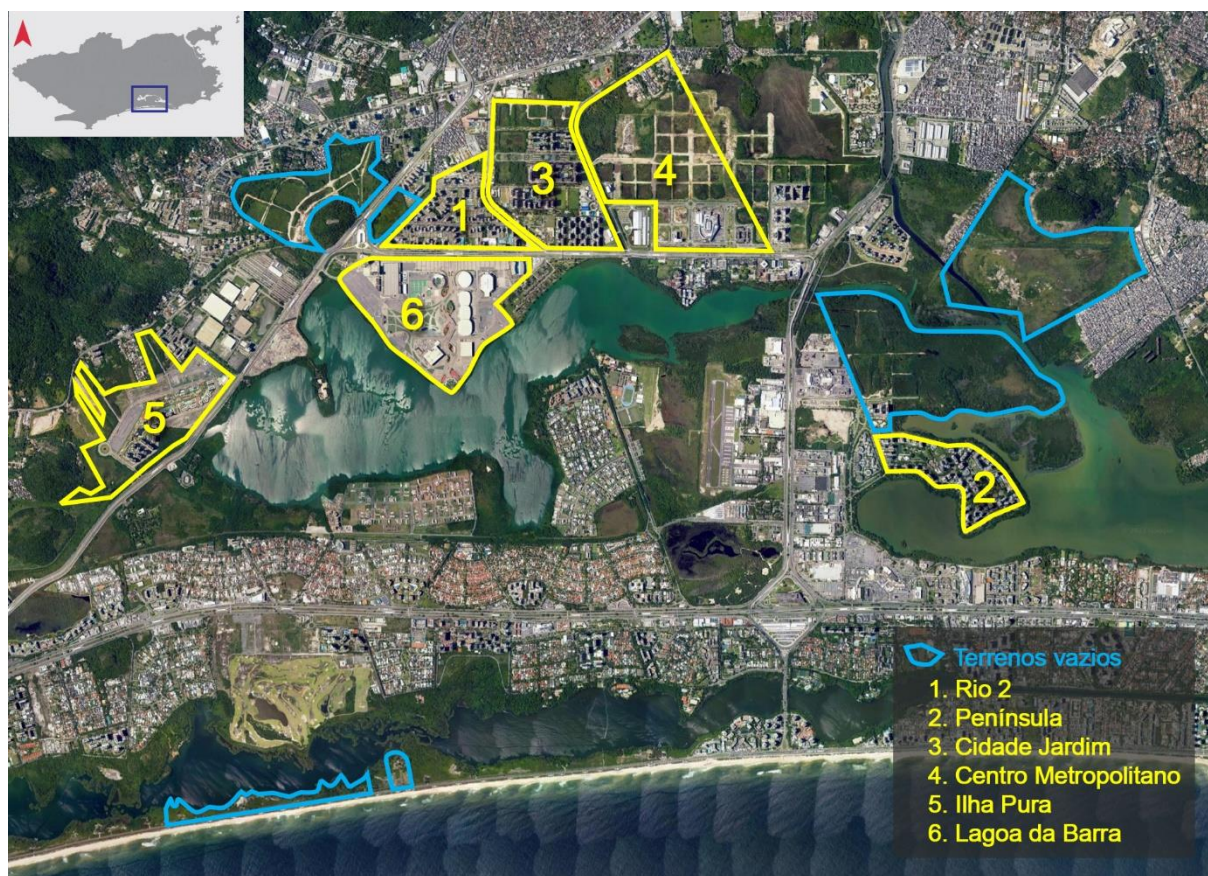 1
3
4
6
5
2
Terrenos vazios
1. Rio 2
2. Península
3. Cidade Jardim
4. Centro Metropolitano
5. Ilha Pura
6. Lagoa da Barra